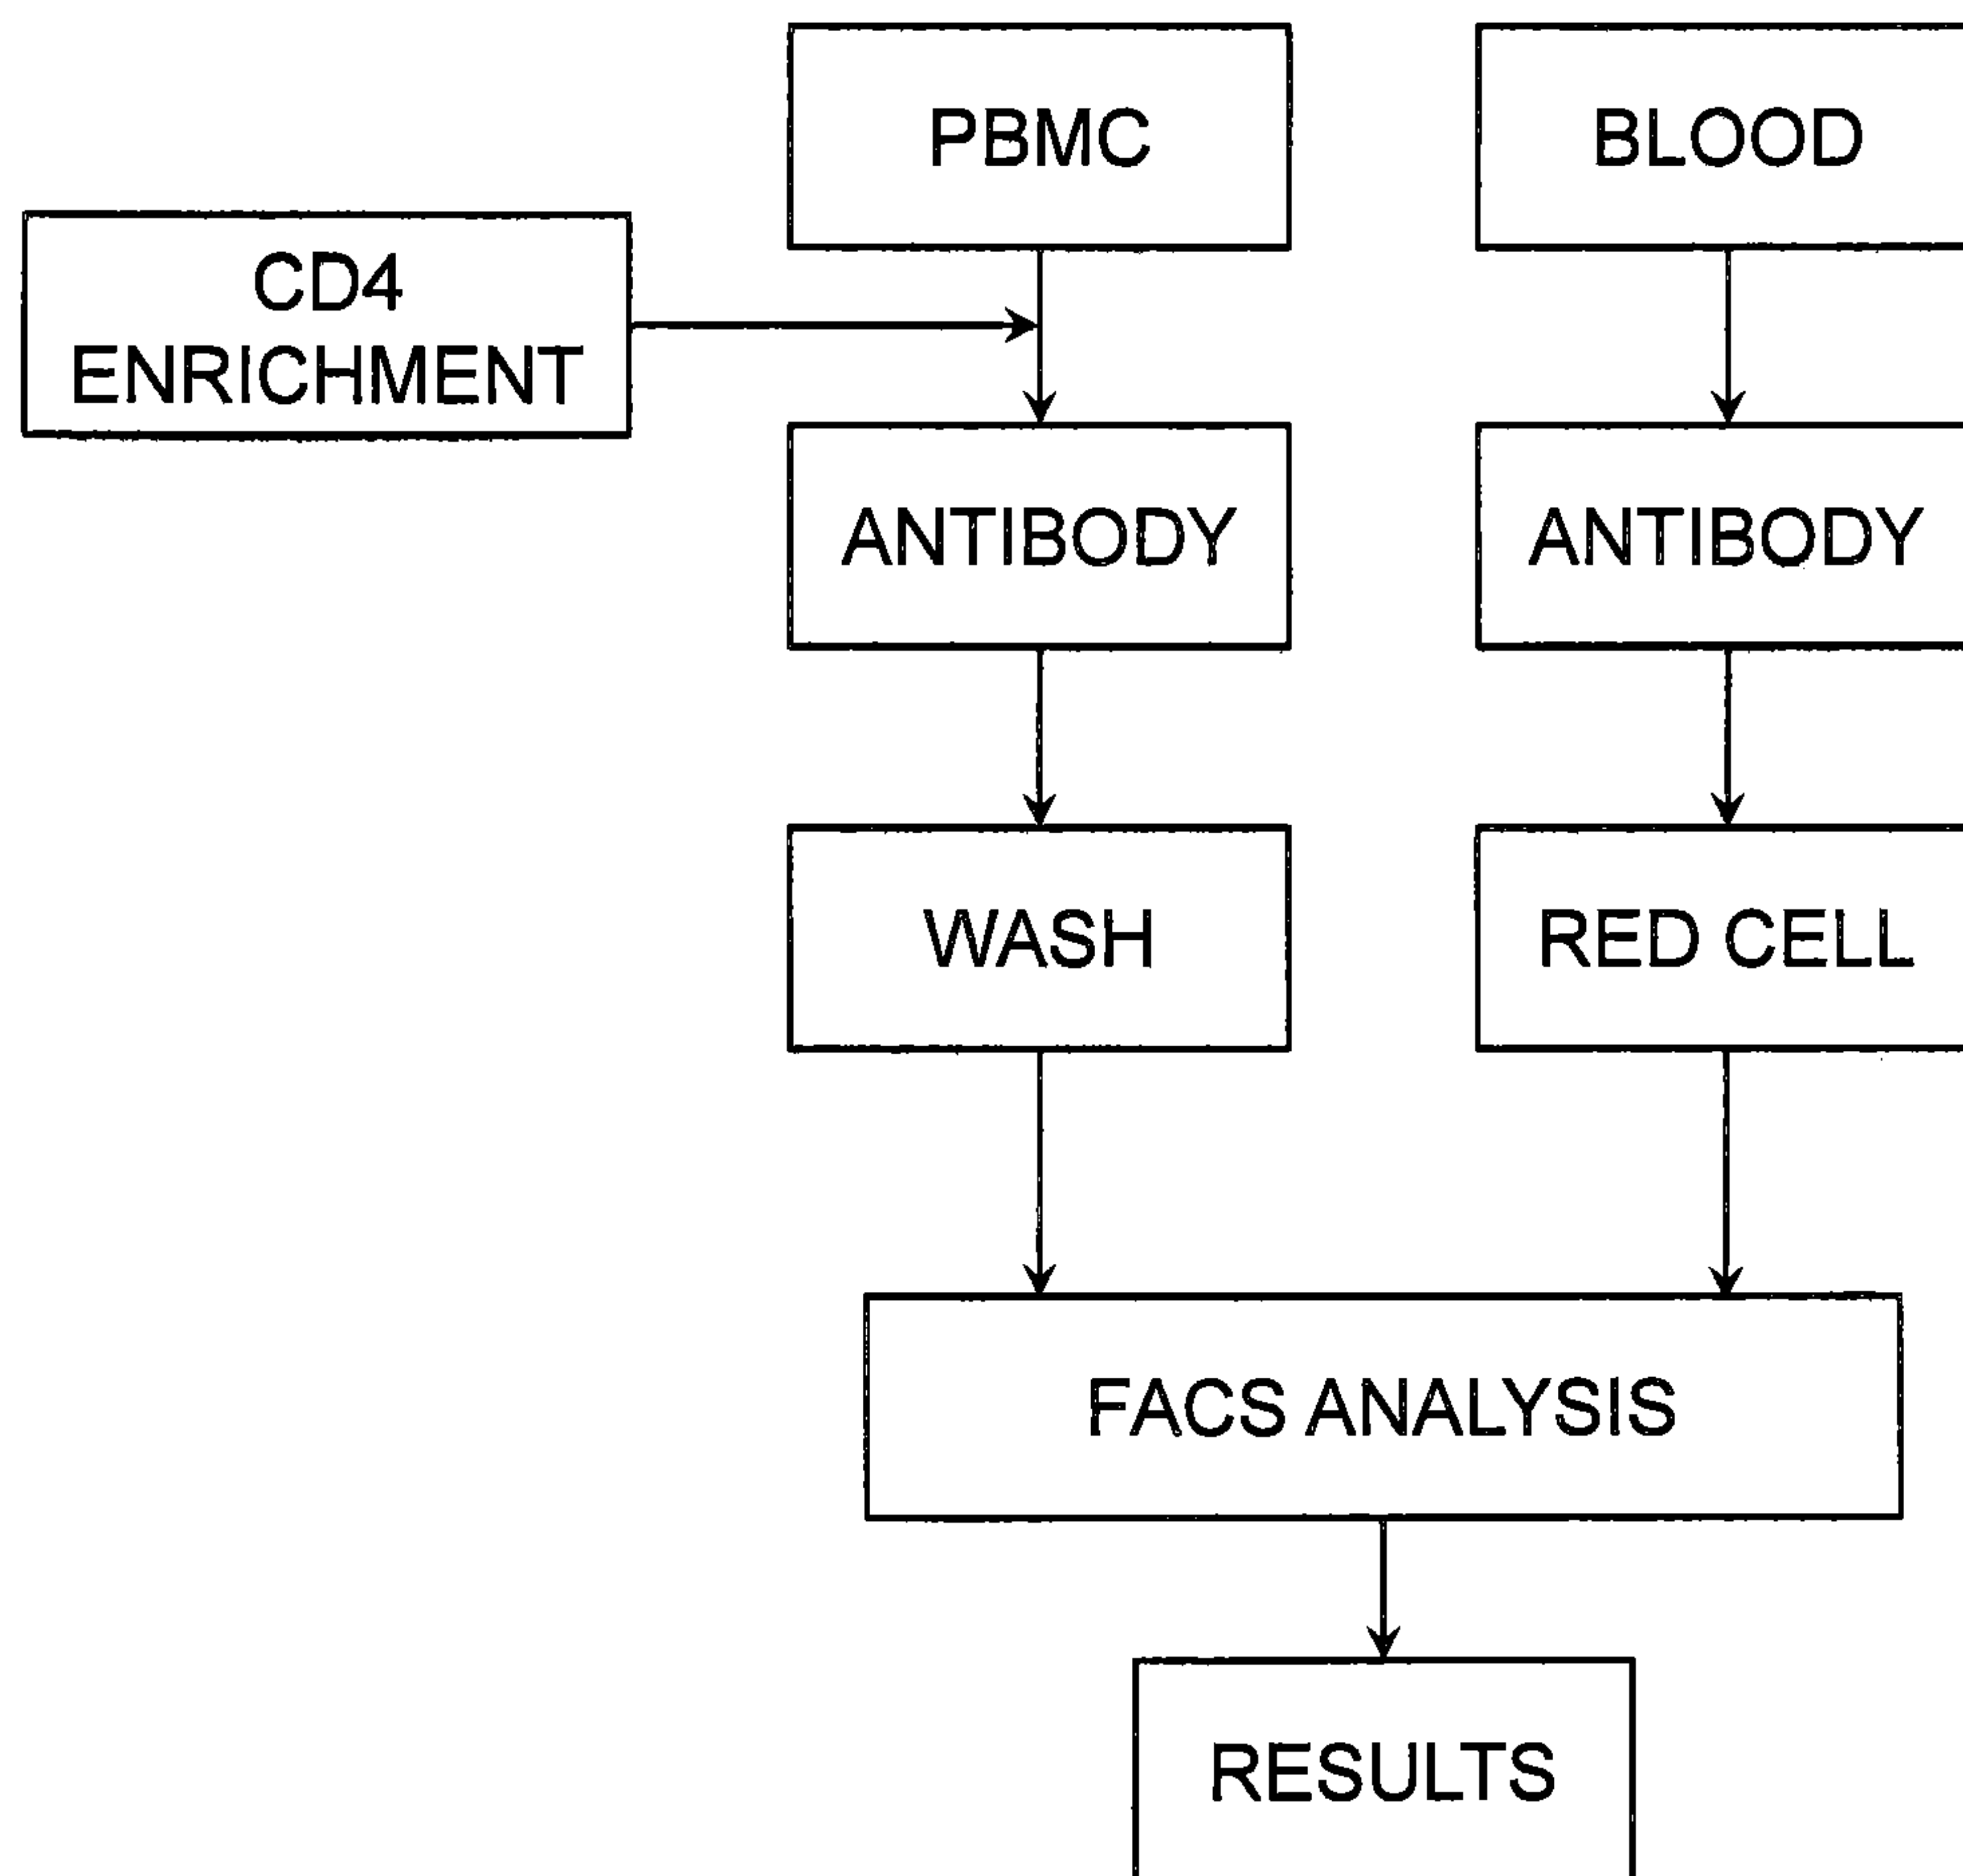 PBMC
BLOOD
CD4
ENRICHMENT
ANTIBODY
ANTIBODY
WASH
RED CELL
FACS ANALYSIS
RESULTS